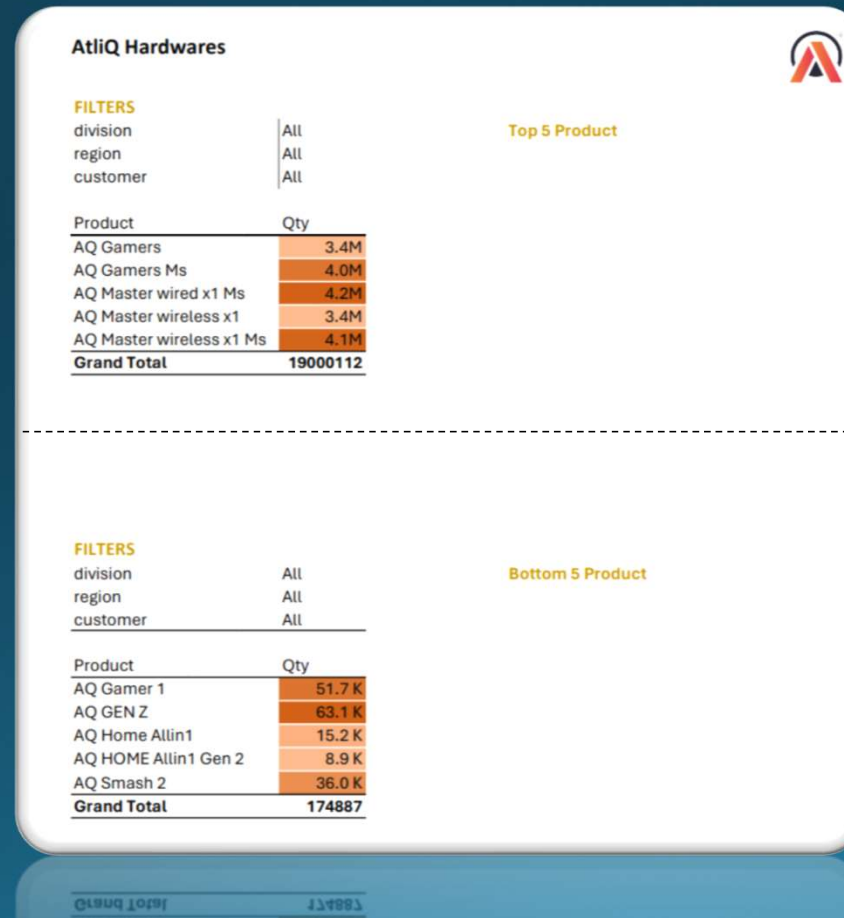 AtliQ Hardwares
FILTERS
division All Top 5 Product
region All
customer All
Product Qty
AQ Gamers 3.4M
AQ Gamers Ms 4.0M
AQ Master wired x1 Ms 4.2M
AQ Master wireless x1 3.4M
AQ Master wireless x1 Ms 4.1M
Grand Total 19000112
FILTERS
division All Bottom 5 Product
region All
customer All
Product Qty
AQ Gamer 1 51.7 K
AQ GEN Z 63.1 K
AQ Home Allin1 15.2 K
AQ HOME Allin1 Gen 2 8.9 K
AQ Smash 2 36.0 K
Grand Total 174887